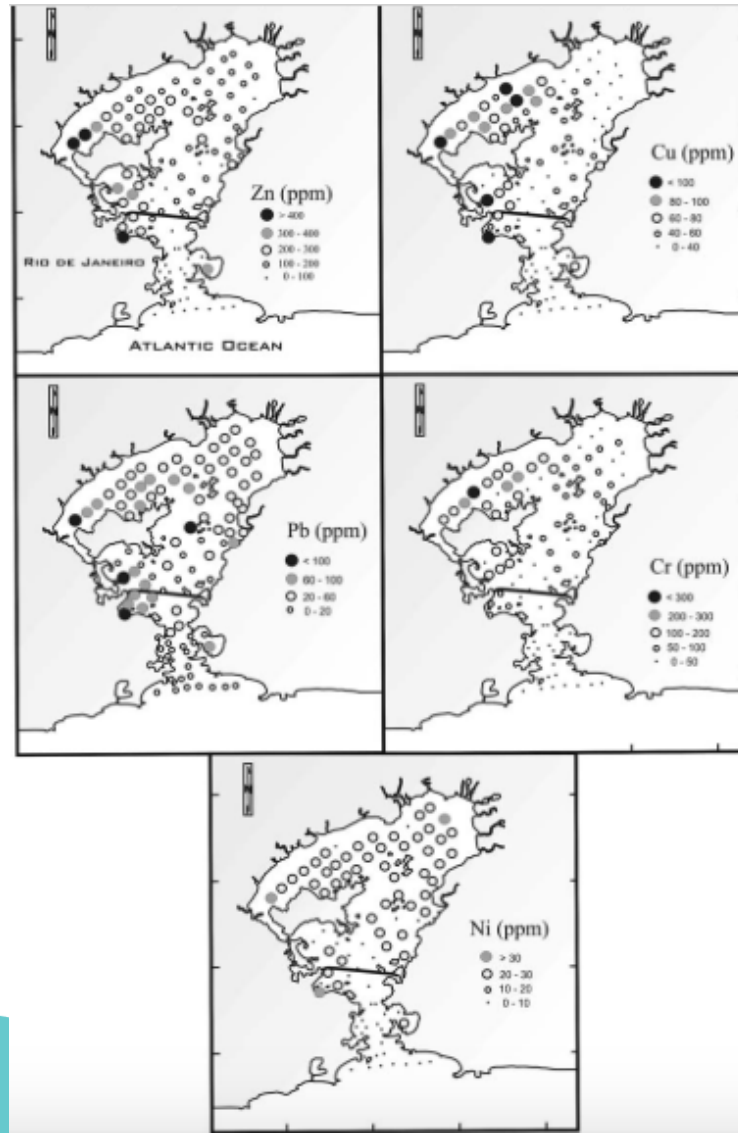 N
N
Zn (ppm)
> 400
300 - 400
200 - 300
100 - 200
0 - 100
RIO DE JANEIRO
ATLANTIC OCEAN
Cu (ppm)
< 100
80 - 100
60 - 80
40 - 60
0 - 40
N
N
Pb (ppm)
< 100
60 - 100
20 - 60
0 - 20
Cr (ppm)
< 300
200 - 300
100 - 200
50 - 100
0 - 50
N
Ni (ppm)
> 30
20 - 30
10 - 20
0 - 10